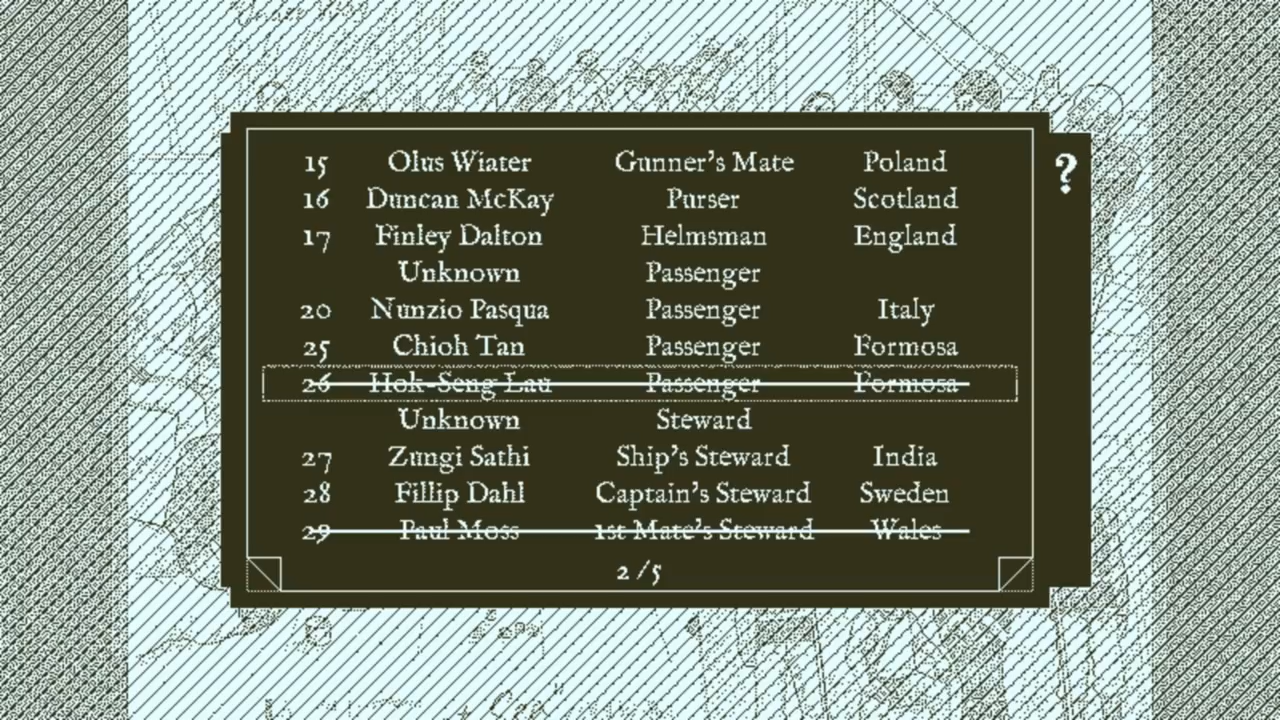 15 Olus Wiater Gunner's Mate Poland
16 Duncan McKay Purser Scotland
17 Finley Dalton Helmsman England
Unknown Passenger
20 Nunzio Pasqua Passenger Italy
25 Chioh Tan Passenger Formosa
26 Hok-Seng Lau Passenger Formosa
Unknown Steward
27 Zungi Sathi Ship's Steward India
28 Fillip Dahl Captain's Steward Sweden
29 Paul Moss 1st Mate's Steward Wales
2/5
?